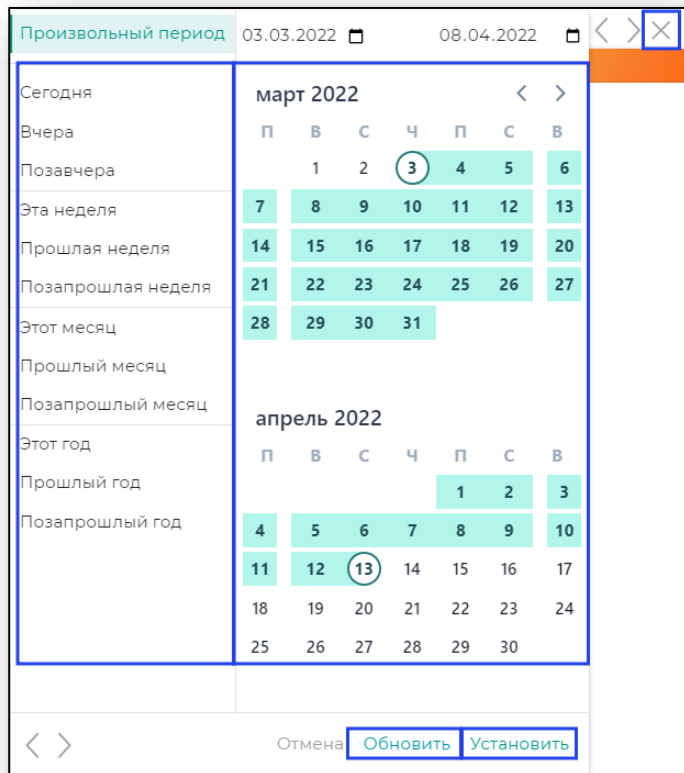 Произвольный период
03.03.2022
08.04.2022
Сегодня
Вчера
Позавчера
Эта неделя
Прошлая неделя
Позапрошлая неделя
Этот месяц
Прошлый месяц
Позапрошлый месяц
Этот год
Прошлый год
Позапрошлый год
март 2022
П В С Ч П С В
1 2 3 4 5 6
7 8 9 10 11 12 13
14 15 16 17 18 19 20
21 22 23 24 25 26 27
28 29 30 31
апрель 2022
П В С Ч П С В
1 2 3
4 5 6 7 8 9 10
11 12 13 14 15 16 17
18 19 20 21 22 23 24
25 26 27 28 29 30
Отмена Обновить Установить